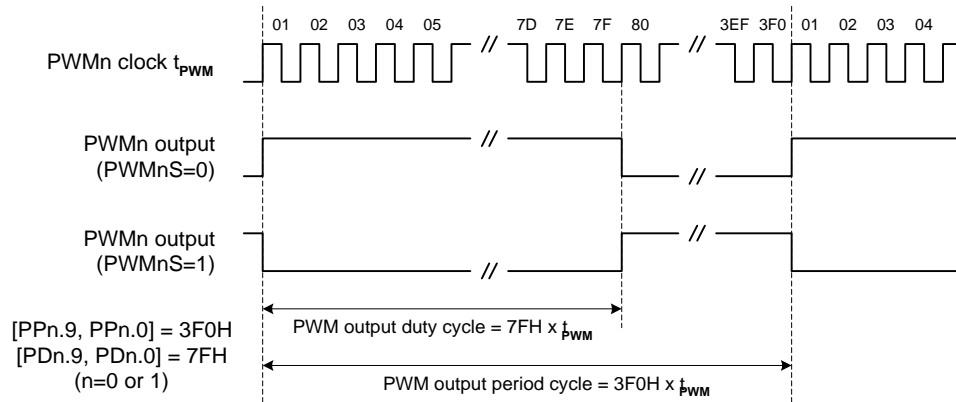 01 02 03 04 05 // 7D 7E 7F 80 // 3EF 3F0 01 02 03 04
PWMn clock tPWM
PWMn output
(PWMnS=0)
// //
PWMn output
(PWMnS=1)
// //
PWM output duty cycle = 7FH x tPWM
[PPn.9, PPn.0] = 3F0H
[PDn.9, PDn.0] = 7FH
(n=0 or 1)
PWM output period cycle = 3F0H x tPWM